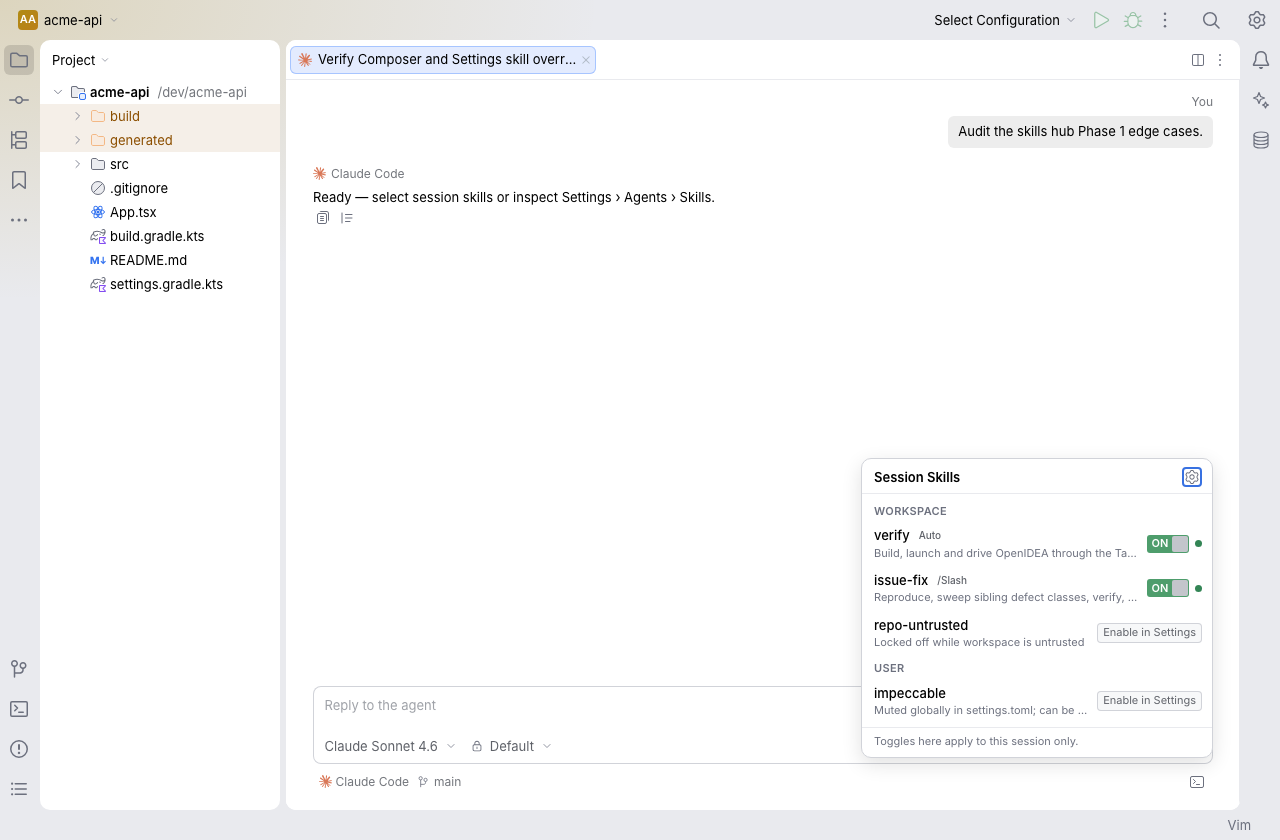 AA acme-api
Select Configuration
Project
Verify Composer and Settings skill overr...
acme-api /dev/acme-api
build
generated
src
.gitignore
App.tsx
build.gradle.kts
M↓ README.md
settings.gradle.kts
You
Audit the skills hub Phase 1 edge cases.
Claude Code
Ready — select session skills or inspect Settings › Agents › Skills.
Session Skills
WORKSPACE
verify Auto
Build, launch and drive OpenIDEA through the Ta...
ON
issue-fix /Slash
Reproduce, sweep sibling defect classes, verify, ...
ON
repo-untrusted
Locked off while workspace is untrusted
Enable in Settings
USER
impeccable
Muted globally in settings.toml; can be ...
Enable in Settings
Toggles here apply to this session only.
Reply to the agent
Claude Sonnet 4.6 Default
Claude Code main
Vim